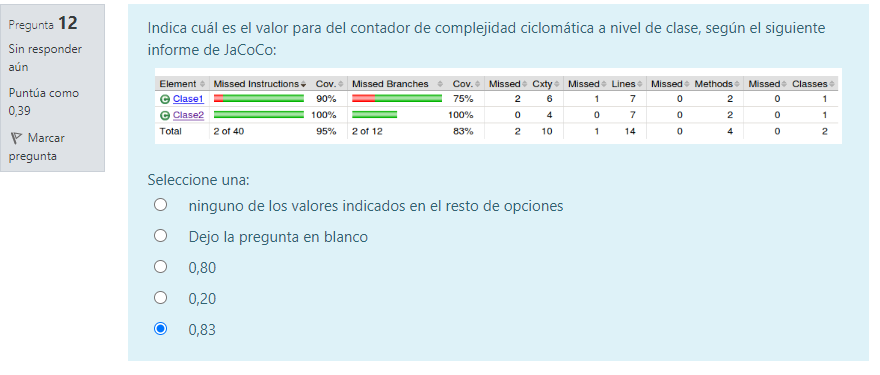 Pregunta 12
Sin responder
aún
Puntúa como
0,39
Marcar
pregunta
Indica cuál es el valor para del contador de complejidad ciclomática a nivel de clase, según el siguiente
informe de JaCoCo:
Element Missed Instructions Cov. Missed Branches Cov. Missed Cxty Missed Lines Missed Methods Missed Classes
Clase1 90% 75% 2 6 1 7 0 2 0 1
Clase2 100% 100% 0 4 0 7 0 2 0 1
Total 2 of 40 95% 2 of 12 83% 2 10 1 14 0 4 0 2
Seleccione una:
ninguno de los valores indicados en el resto de opciones
Dejo la pregunta en blanco
0,80
0,20
0,83